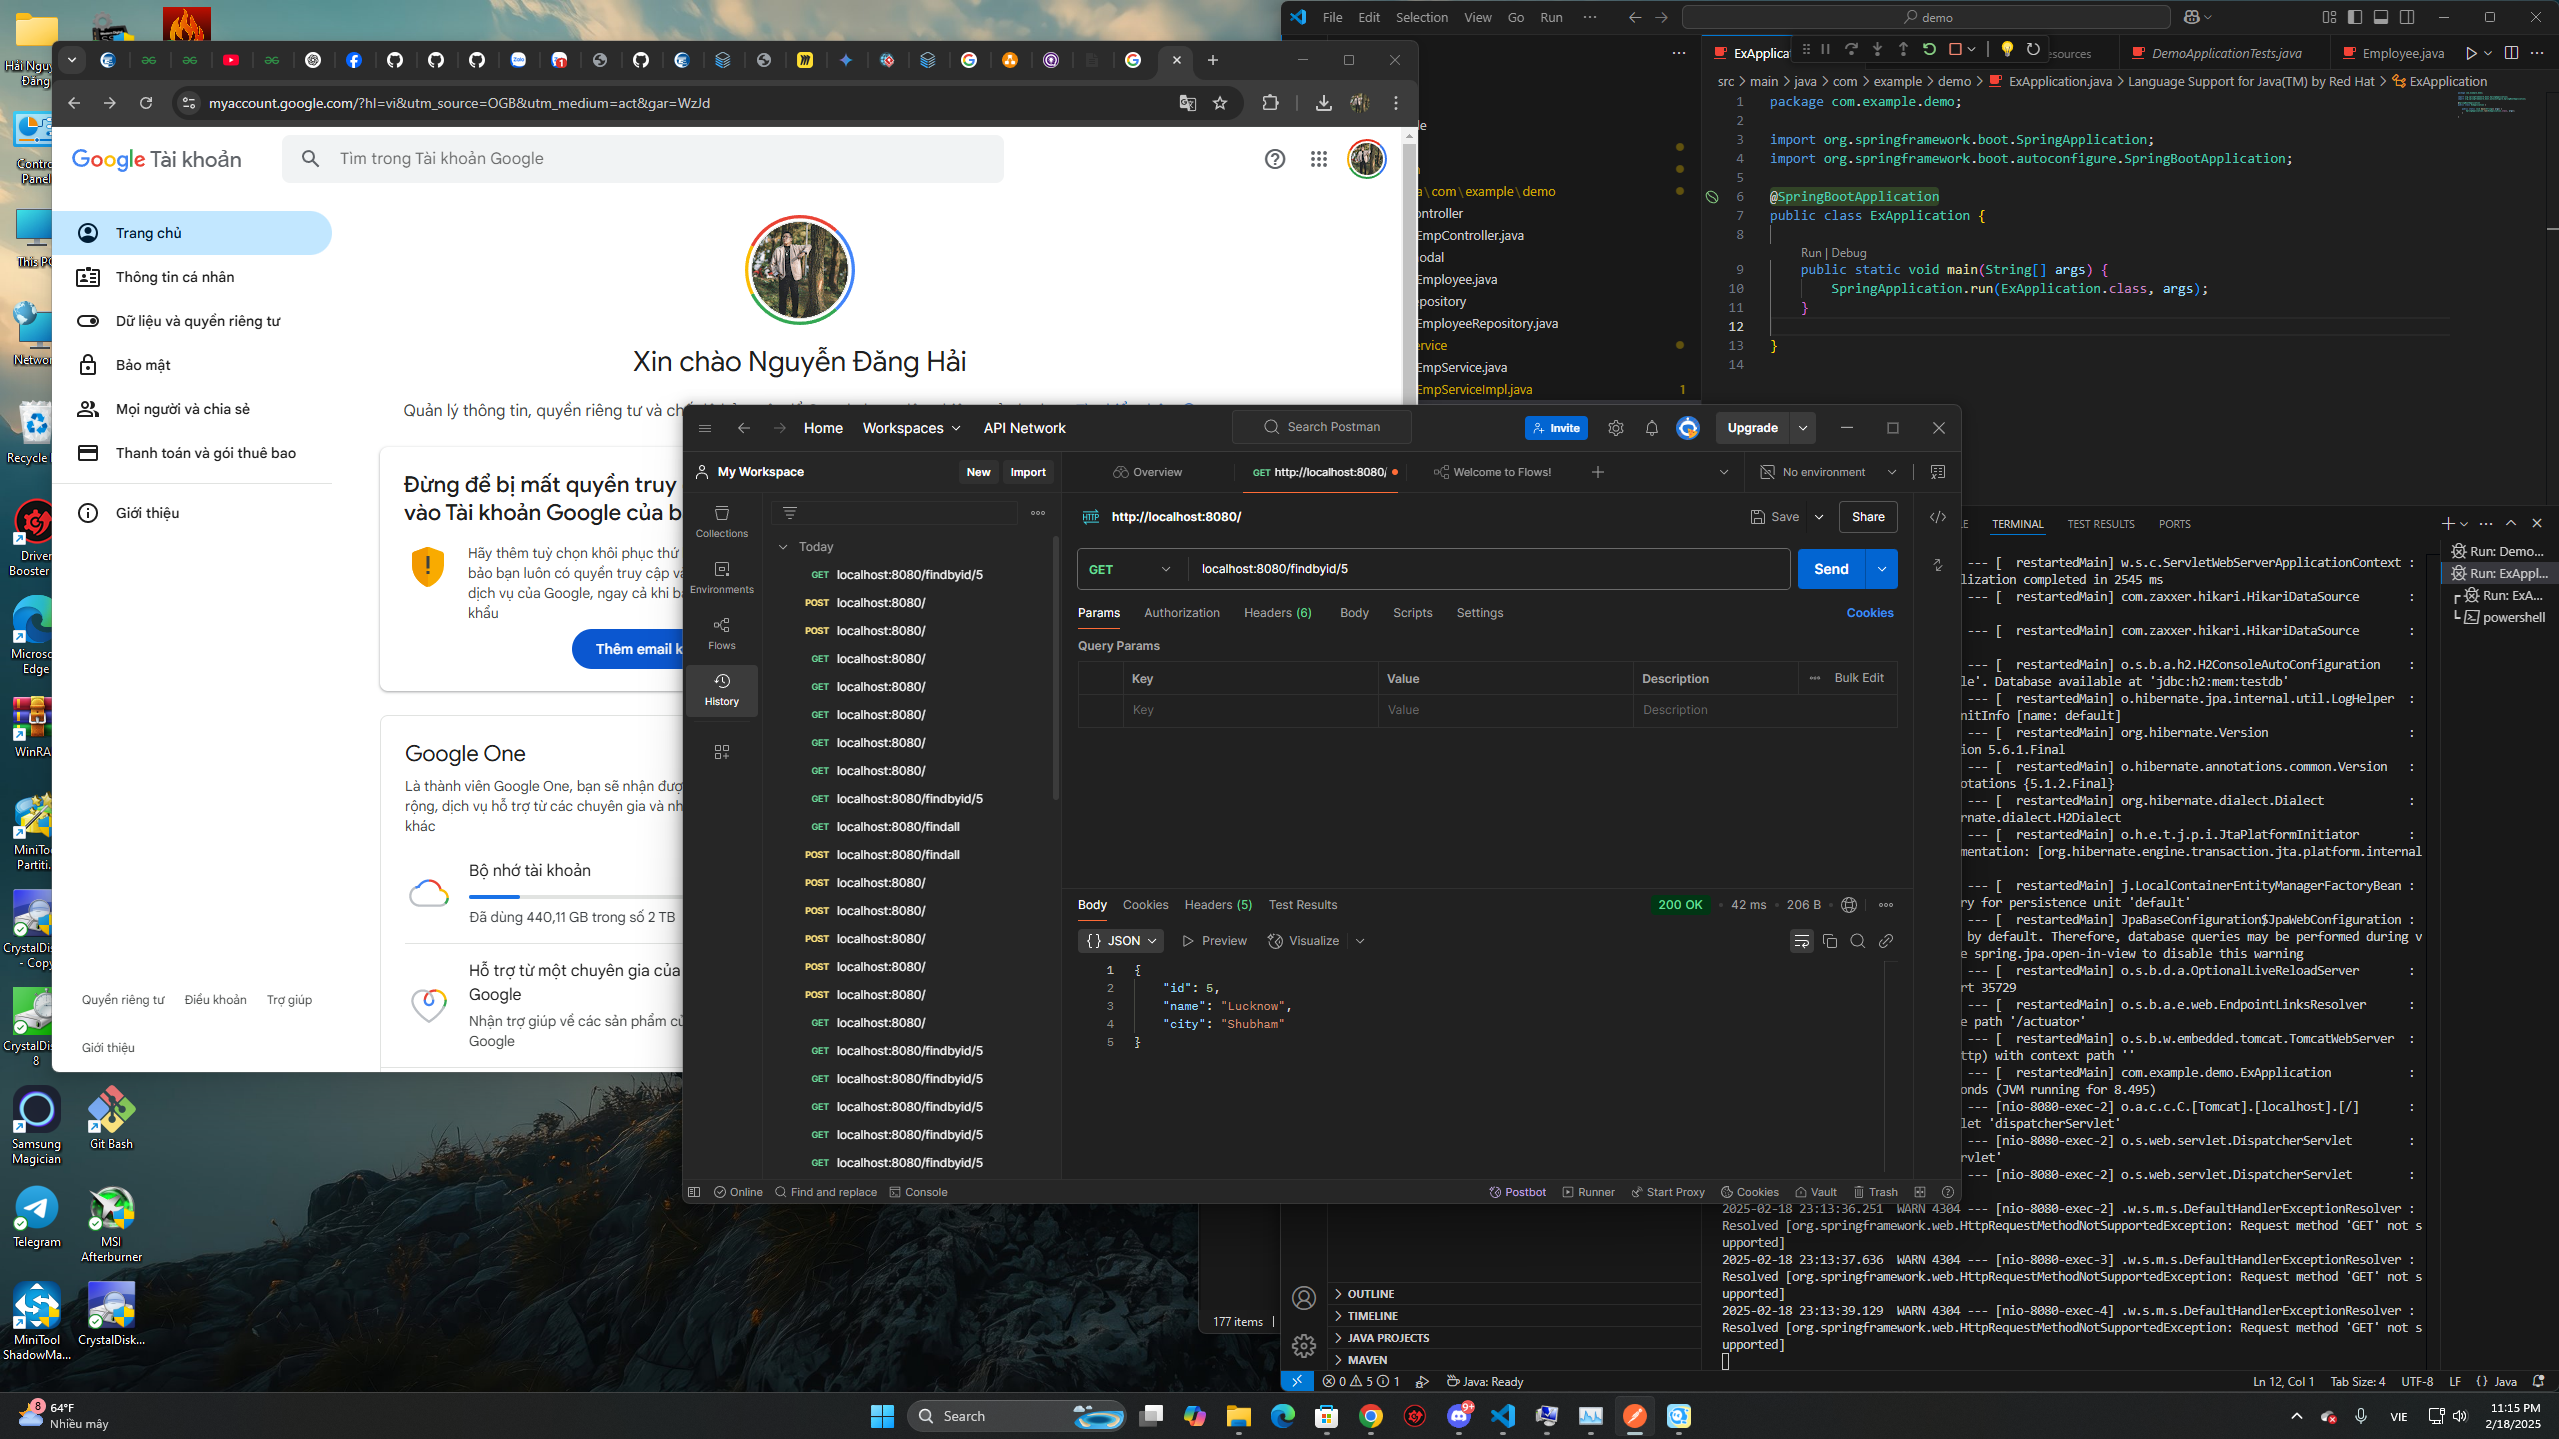 Hải Nguyễ...
Đăng
This PC
Recycle
Driver
Booster
Edge
WinRA
MiniToo
Partiti...
CrystalDis
- Copy
CrystalDis
8
Samsung
Magician
Git Bash
Telegram
MSI
Afterburner
MiniTool
ShadowMa...
CrystalDisk...
myaccount.google.com/?hl=vi&utm_source=OGB&utm_medium=act&gar=WzJd
Google Tài khoản
Tìm trong Tài khoản Google
Trang chủ
Thông tin cá nhân
Dữ liệu và quyền riêng tư
Bảo mật
Mọi người và chia sẻ
Thanh toán và gói thuê bao
Giới thiệu
Xin chào Nguyễn Đăng Hải
Quản lý thông tin, quyền riêng tư và
Đừng để bị mất quyền truy
vào Tài khoản Google của b
Hãy thêm tuỳ chọn khôi phục thứ
bảo bạn luôn có quyền truy cập và
dịch vụ của Google, ngay cả khi bạ
khẩu
Thêm email k
Google One
Là thành viên Google One, bạn sẽ nhận đượ
rộng, dịch vụ hỗ trợ từ các chuyên gia và nh
khác
Bộ nhớ tài khoản
Đã dùng 440,11 GB trong số 2 TB
Hỗ trợ từ một chuyên gia của
Google
Nhận trợ giúp về các sản phẩm củ
Google
Quyền riêng tư Điều khoản Trợ giúp
Giới thiệu
Home Workspaces API Network
Search Postman
Invite
Upgrade
My Workspace
New Import
Overview
GET http://localhost:8080/
Welcome to Flows!
No environment
Collections
Environments
Flows
History
Today
GET localhost:8080/findbyid/5
POST localhost:8080/
POST localhost:8080/
GET localhost:8080/
GET localhost:8080/
GET localhost:8080/
GET localhost:8080/
GET localhost:8080/
GET localhost:8080/findbyid/5
GET localhost:8080/findall
POST localhost:8080/findall
POST localhost:8080/
POST localhost:8080/
POST localhost:8080/
POST localhost:8080/
POST localhost:8080/
GET localhost:8080/
GET localhost:8080/findbyid/5
GET localhost:8080/findbyid/5
GET localhost:8080/findbyid/5
GET localhost:8080/findbyid/5
GET localhost:8080/findbyid/5
HTTP http://localhost:8080/
Save Share
GET localhost:8080/findbyid/5
Send
Params Authorization Headers (6) Body Scripts Settings Cookies
Query Params
Key Value Description Bulk Edit
Key Value Description
Body Cookies Headers (5) Test Results
200 OK 42 ms 206 B
{} JSON Preview Visualize
1 {
2 "id": 5,
3 "name": "Lucknow",
4 "city": "Shubham"
5 }
Online Find and replace Console
Postbot Runner Start Proxy Cookies Vault Trash
File Edit Selection View Go Run
demo
ExApplicat
esources
DemoApplicationTests.java
Employee.java
src > main > java > com > example > demo > ExApplication.java > Language Support for Java(TM) by Red Hat > ExApplication
a\com\example\demo
ontroller
EmpController.java
odal
Employee.java
epository
EmployeeRepository.java
ervice
EmpService.java
EmpServiceImpl.java 1
1 package com.example.demo;
2
3 import org.springframework.boot.SpringApplication;
4 import org.springframework.boot.autoconfigure.SpringBootApplication;
5
6 @SpringBootApplication
7 public class ExApplication {
8
Run | Debug
9 public static void main(String[] args) {
10 SpringApplication.run(ExApplication.class, args);
11 }
12
13 }
14
LE TERMINAL TEST RESULTS PORTS
Run: Demo...
Run: ExAppl...
Run: ExA...
powershell
--- [ restartedMain] w.s.c.ServletWebServerApplicationContext :
lization completed in 2545 ms
--- [ restartedMain] com.zaxxer.hikari.HikariDataSource :
--- [ restartedMain] com.zaxxer.hikari.HikariDataSource :
--- [ restartedMain] o.s.b.a.h2.H2ConsoleAutoConfiguration :
le'. Database available at 'jdbc:h2:mem:testdb'
--- [ restartedMain] o.hibernate.jpa.internal.util.LogHelper :
nitInfo [name: default]
--- [ restartedMain] org.hibernate.Version :
ion 5.6.1.Final
--- [ restartedMain] o.hibernate.annotations.common.Version :
otations {5.1.2.Final}
--- [ restartedMain] org.hibernate.dialect.Dialect :
rnate.dialect.H2Dialect
--- [ restartedMain] o.h.e.t.j.p.i.JtaPlatformInitiator :
mentation: [org.hibernate.engine.transaction.jta.platform.internal
--- [ restartedMain] j.LocalContainerEntityManagerFactoryBean :
ry for persistence unit 'default'
--- [ restartedMain] JpaBaseConfiguration$JpaWebConfiguration :
by default. Therefore, database queries may be performed during v
e spring.jpa.open-in-view to disable this warning
--- [ restartedMain] o.s.b.d.a.OptionalLiveReloadServer :
rt 35729
--- [ restartedMain] o.s.b.a.e.web.EndpointLinksResolver :
e path '/actuator'
--- [ restartedMain] o.s.b.w.embedded.tomcat.TomcatWebServer :
ttp) with context path ''
--- [ restartedMain] com.example.demo.ExApplication :
onds (JVM running for 8.495)
--- [nio-8080-exec-2] o.a.c.c.C.[Tomcat].[localhost].[/] :
let 'dispatcherServlet'
--- [nio-8080-exec-2] o.s.web.servlet.DispatcherServlet :
rvlet'
--- [nio-8080-exec-2] o.s.web.servlet.DispatcherServlet :
2025-02-18 23:13:36.251 WARN 4304 --- [nio-8080-exec-2] .w.s.m.s.DefaultHandlerExceptionResolver :
Resolved [org.springframework.web.HttpRequestMethodNotSupportedException: Request method 'GET' not s
upported]
2025-02-18 23:13:37.636 WARN 4304 --- [nio-8080-exec-3] .w.s.m.s.DefaultHandlerExceptionResolver :
Resolved [org.springframework.web.HttpRequestMethodNotSupportedException: Request method 'GET' not s
upported]
2025-02-18 23:13:39.129 WARN 4304 --- [nio-8080-exec-4] .w.s.m.s.DefaultHandlerExceptionResolver :
Resolved [org.springframework.web.HttpRequestMethodNotSupportedException: Request method 'GET' not s
upported]
OUTLINE
TIMELINE
JAVA PROJECTS
MAVEN
177 items
0 5 1 Java: Ready
Ln 12, Col 1 Tab Size: 4 UTF-8 LF {} Java
8 64°F
Nhiều mây
Search
9+
VIE
11:15 PM
2/18/2025